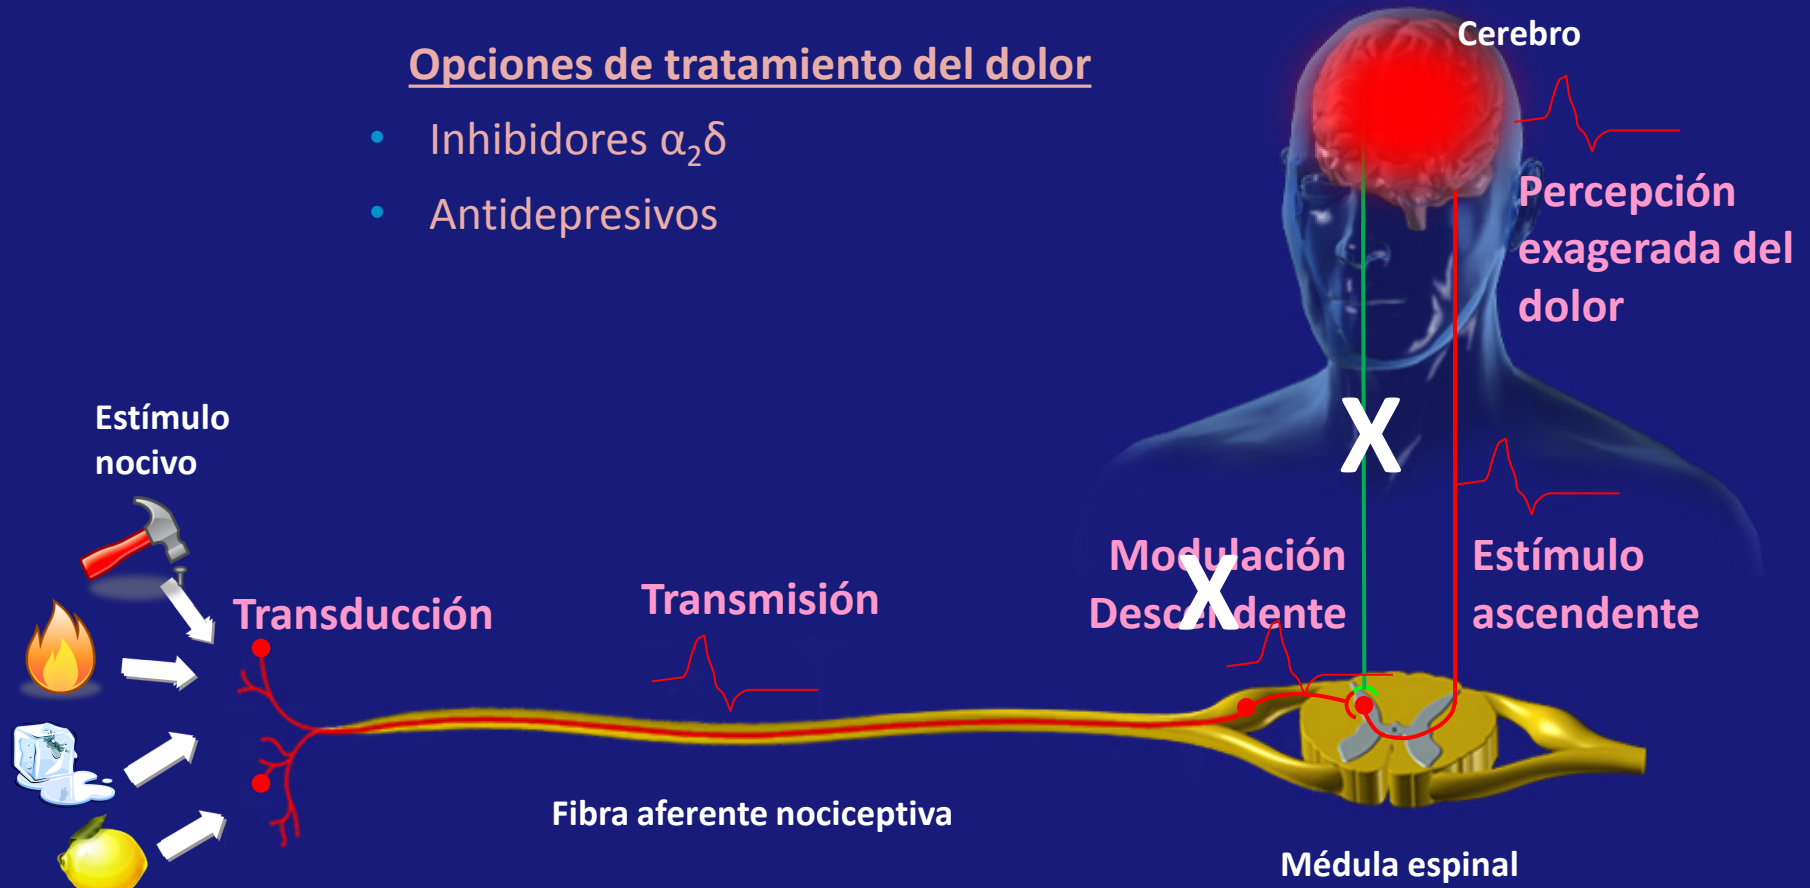 Opciones de tratamiento del dolor
• Inhibidores α₂δ
• Antidepresivos
Cerebro
Percepción
exagerada del
dolor
Estímulo
nocivo
Transducción
Transmisión
Modulación
Descendente
X
X
Estímulo
ascendente
Fibra aferente nociceptiva
Médula espinal